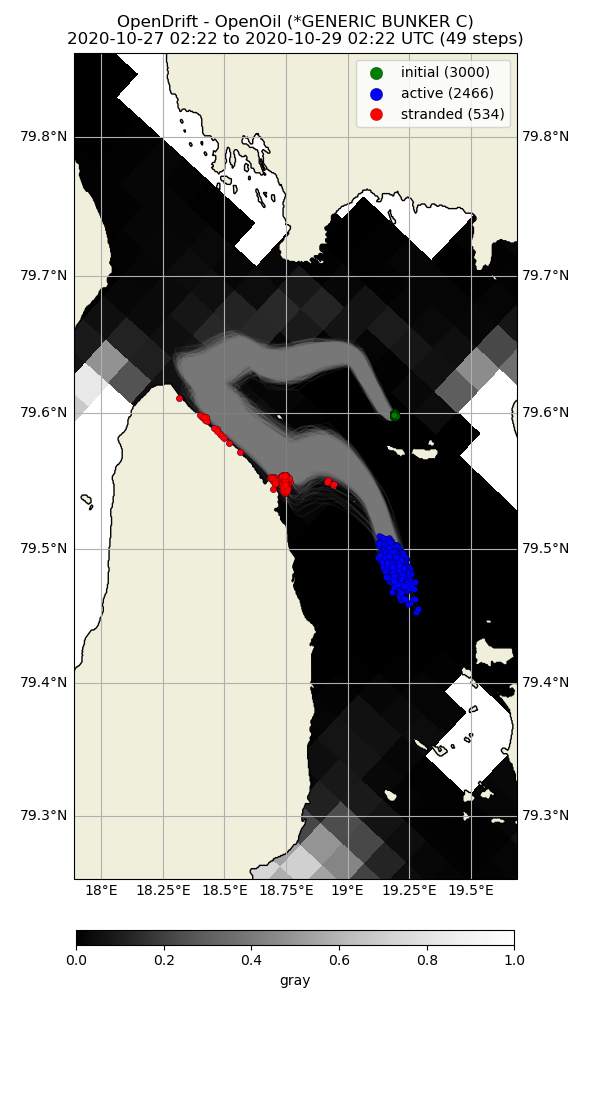 OpenDrift - OpenOil (*GENERIC BUNKER C)
2020-10-27 02:22 to 2020-10-29 02:22 UTC (49 steps)
initial (3000)
active (2466)
stranded (534)
79.8°N 79.8°N
79.7°N 79.7°N
79.6°N 79.6°N
79.5°N 79.5°N
79.4°N 79.4°N
79.3°N 79.3°N
18°E 18.25°E 18.5°E 18.75°E 19°E 19.25°E 19.5°E
0.0 0.2 0.4 0.6 0.8 1.0
gray